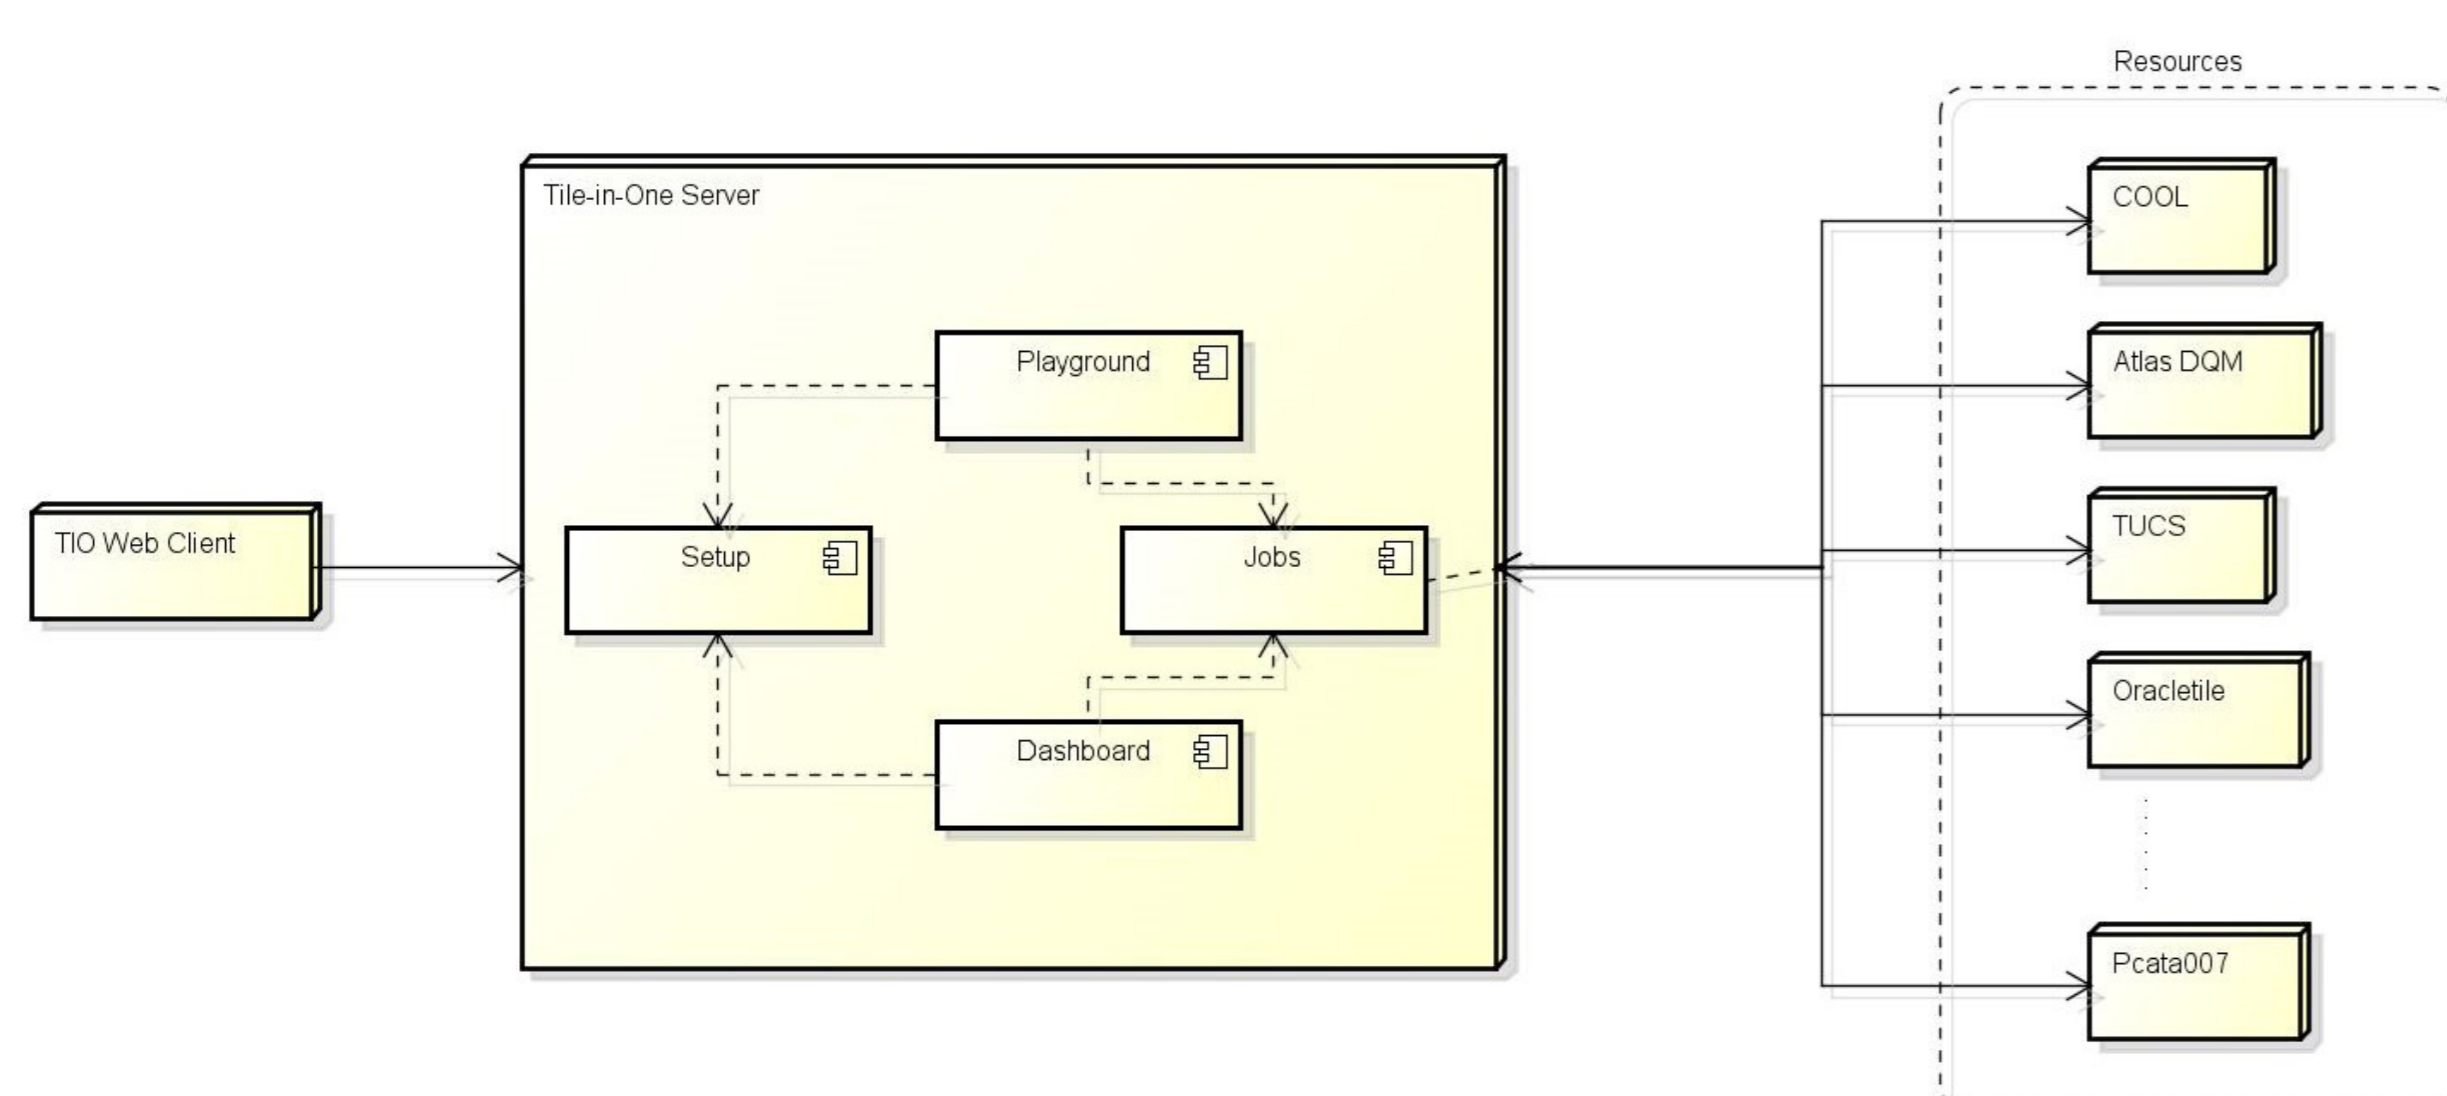 Resources
Tile-in-One Server
COOL
Playground
Atlas DQM
TIO Web Client
Setup
Jobs
TUCS
Dashboard
Oracletile
Pcata007